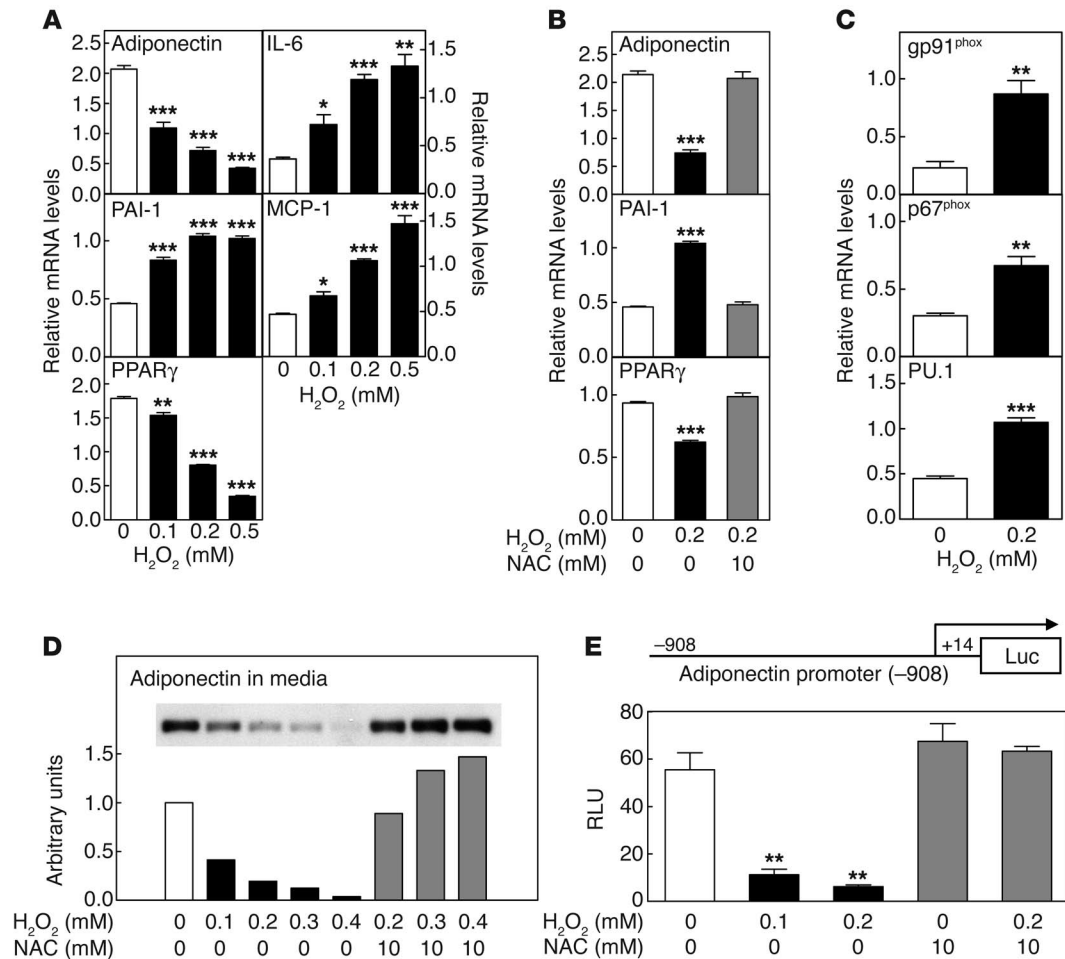 A
Adiponectin
2.5
2.0
1.5
1.0
0.5
0.0
***
***
***
IL-6
1.5
1.0
0.5
0.0
*
***
**
PAI-1
1.0
0.5
0.0
***
***
***
MCP-1
1.5
1.0
0.5
0.0
*
***
***
0 0.1 0.2 0.5
H₂O₂ (mM)
PPARγ
2.0
1.5
1.0
0.5
0.0
**
***
***
0 0.1 0.2 0.5
H₂O₂ (mM)
Relative mRNA levels
Relative mRNA levels
B
Adiponectin
2.5
2.0
1.5
1.0
0.5
0.0
***
PAI-1
1.0
0.5
0.0
***
PPARγ
1.0
0.5
0.0
***
Relative mRNA levels
H₂O₂ (mM) 0 0.2 0.2
NAC (mM) 0 0 10
C
gp91ᵖʰᵒˣ
1.0
0.5
0.0
**
p67ᵖʰᵒˣ
1.0
0.5
0.0
**
PU.1
1.5
1.0
0.5
0.0
***
Relative mRNA levels
0 0.2
H₂O₂ (mM)
D
Adiponectin in media
1.5
1.0
0.5
0.0
Arbitrary units
H₂O₂ (mM) 0 0.1 0.2 0.3 0.4 0.2 0.3 0.4
NAC (mM) 0 0 0 0 0 10 10 10
E
−908 +14 Luc
Adiponectin promoter (−908)
80
60
40
20
0
RLU
**
**
H₂O₂ (mM) 0 0.1 0.2 0 0.2
NAC (mM) 0 0 0 10 10